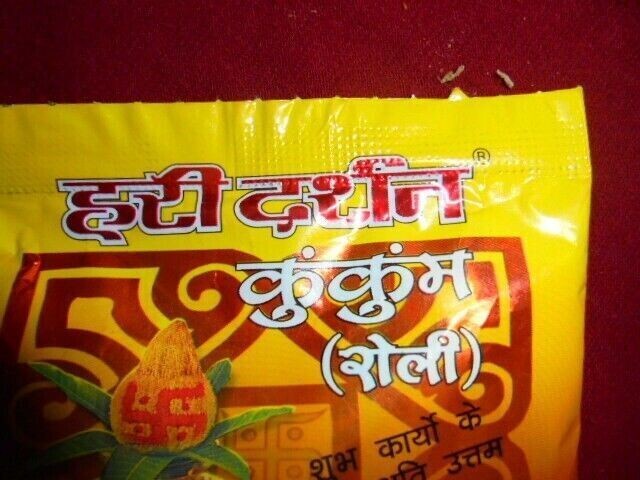 हरी दर्शन ®
कुंकुंम
(रोली)
शुभ कार्यो के
उत्तम